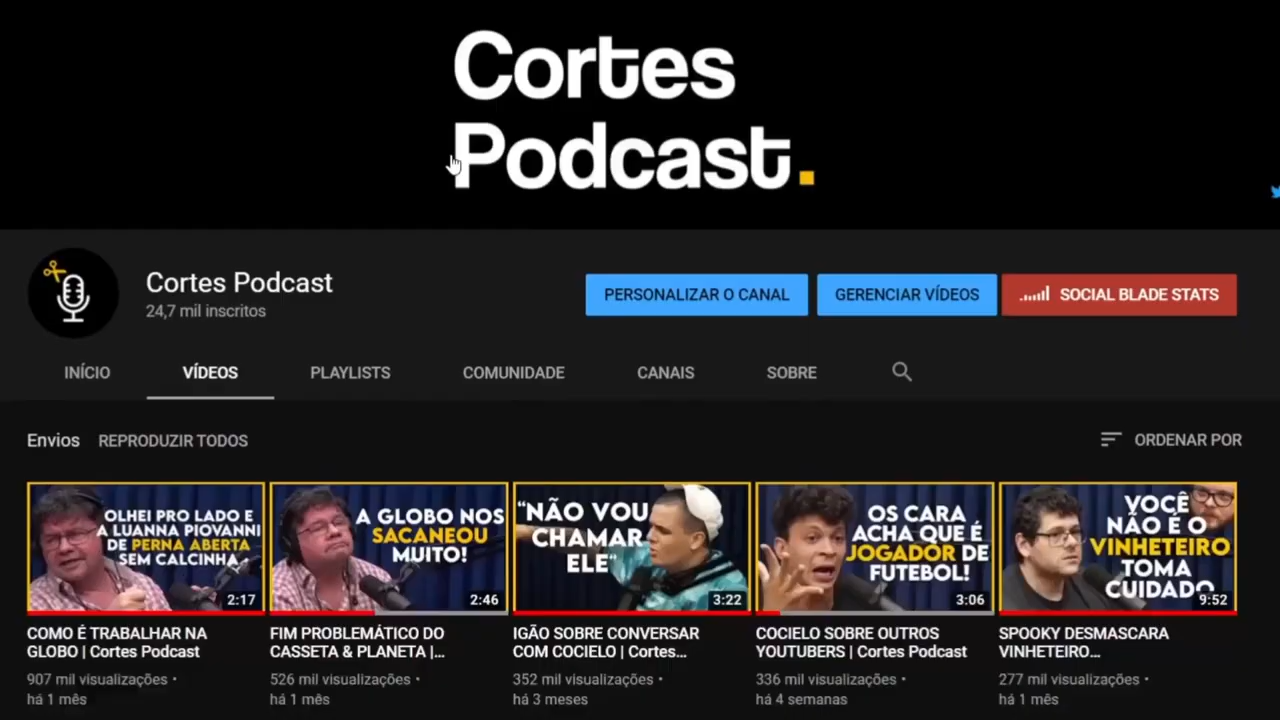 Cortes
Podcast.
Cortes Podcast
24,7 mil inscritos
PERSONALIZAR O CANAL
GERENCIAR VÍDEOS
SOCIAL BLADE STATS
INÍCIO
VÍDEOS
PLAYLISTS
COMUNIDADE
CANAIS
SOBRE
Envios
REPRODUZIR TODOS
ORDENAR POR
OLHEI PRO LADO E
A LUANNA PIOVANNI
DE PERNA ABERTA
SEM CALCINHA
2:17
COMO É TRABALHAR NA
GLOBO | Cortes Podcast
907 mil visualizações •
há 1 mês
A GLOBO NOS
SACANEOU
MUITO!
2:46
FIM PROBLEMÁTICO DO
CASSETA & PLANETA |...
526 mil visualizações •
há 1 mês
"NÃO VOU
CHAMAR
ELE"
3:22
IGÃO SOBRE CONVERSAR
COM COCIELO | Cortes...
352 mil visualizações •
há 3 meses
OS CARA
ACHA QUE É
JOGADOR DE
FUTEBOL!
3:06
COCIELO SOBRE OUTROS
YOUTUBERS | Cortes Podcast
336 mil visualizações •
há 4 semanas
VOCÊ
NÃO É O
VINHETEIRO
TOMA
CUIDADO
9:52
SPOOKY DESMASCARA
VINHETEIRO...
277 mil visualizações •
há 1 mês